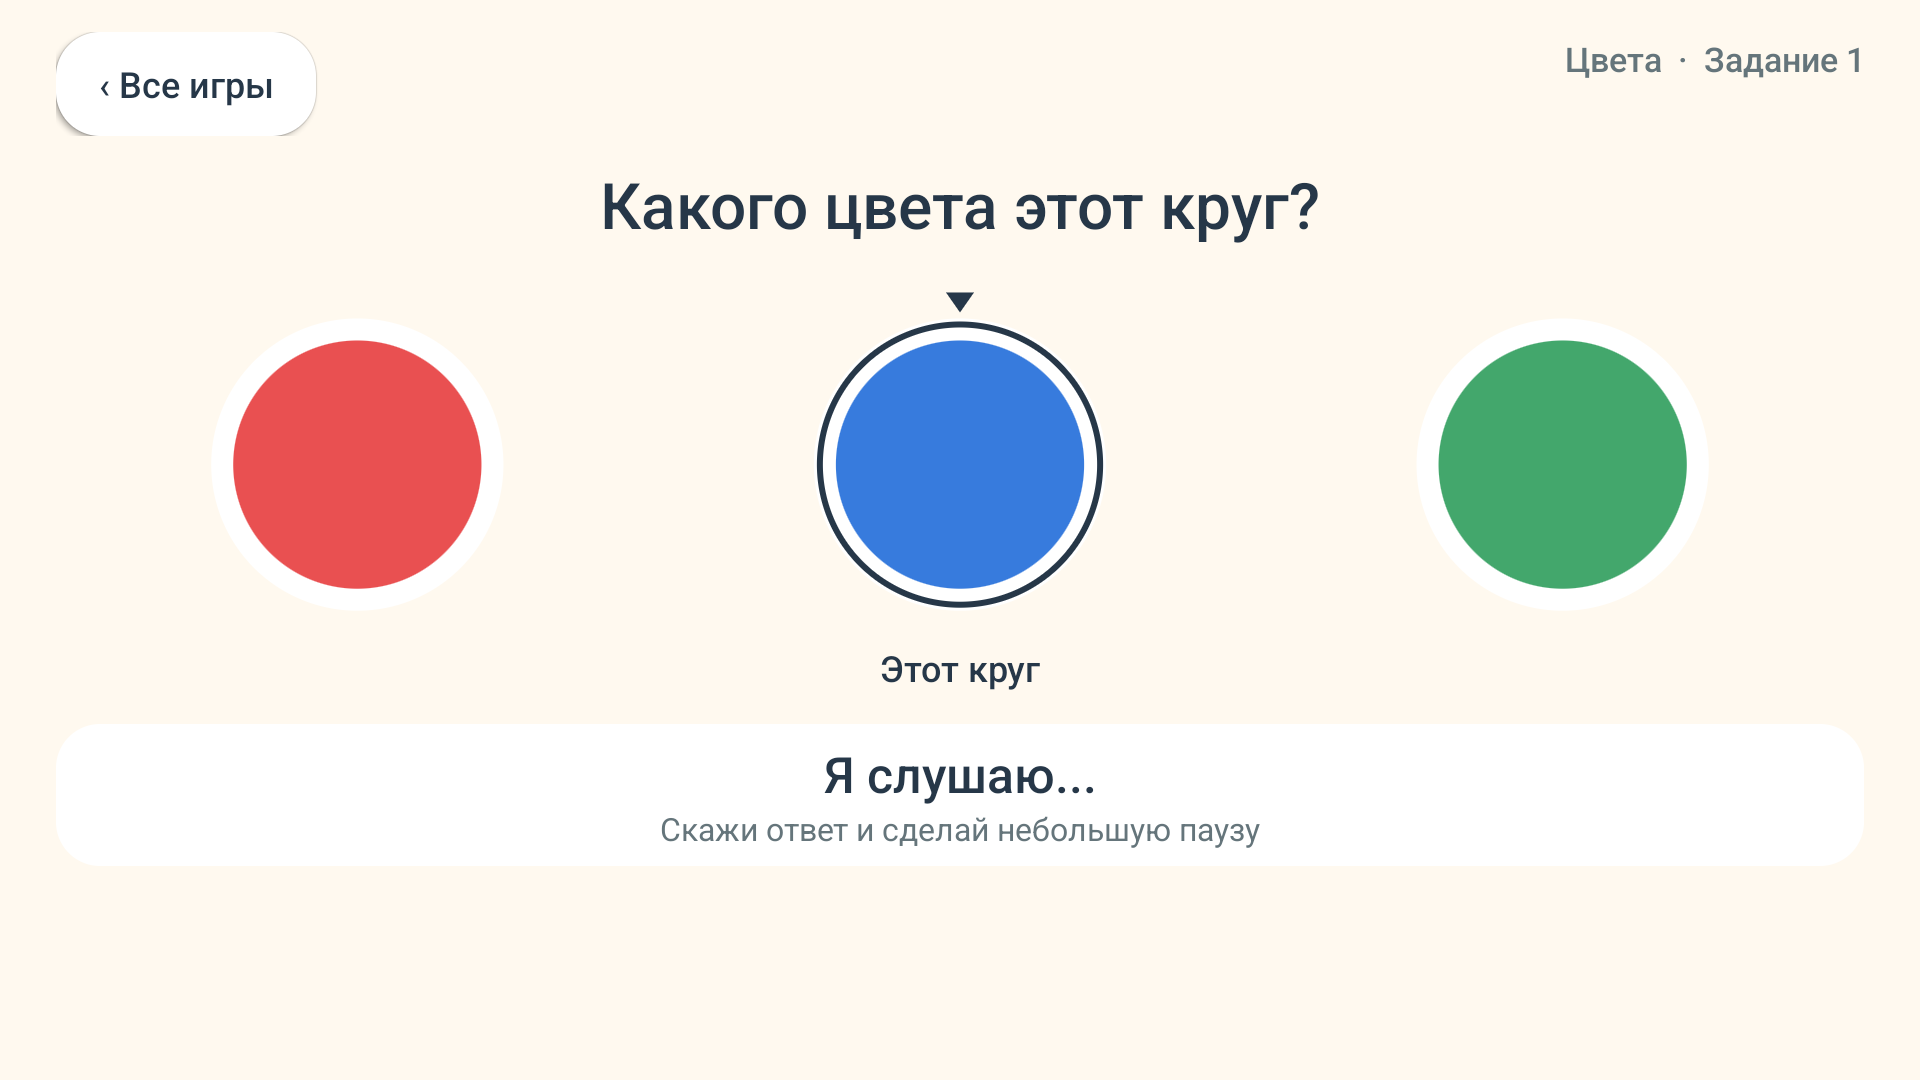 ‹ Все игры
Цвета · Задание 1
Какого цвета этот круг?
Этот круг
Я слушаю...
Скажи ответ и сделай небольшую паузу